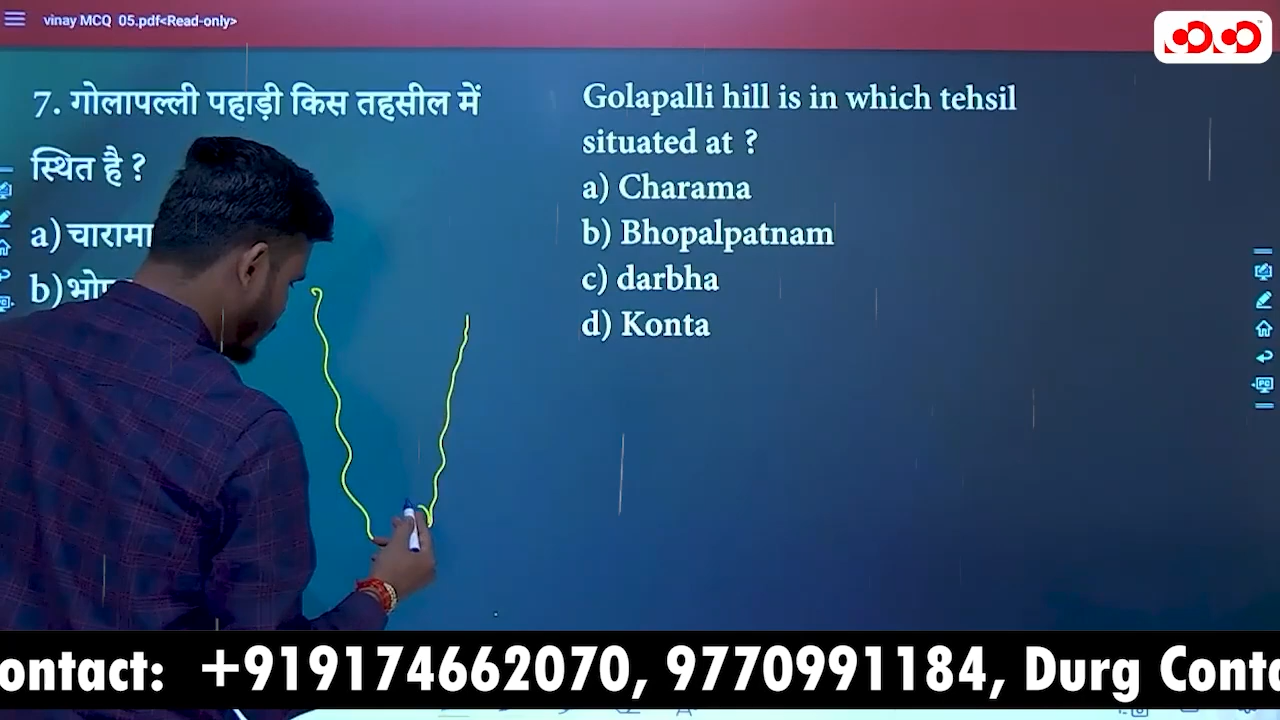 vinay MCQ 05.pdf<Read-only>
7. गोलापल्ली पहाड़ी किस तहसील में
स्थित है ?
a) चारामा
b)
Golapalli hill is in which tehsil
situated at ?
a) Charama
b) Bhopalpatnam
c) darbha
d) Konta
ontact: +919174662070, 9770991184, Durg Conta